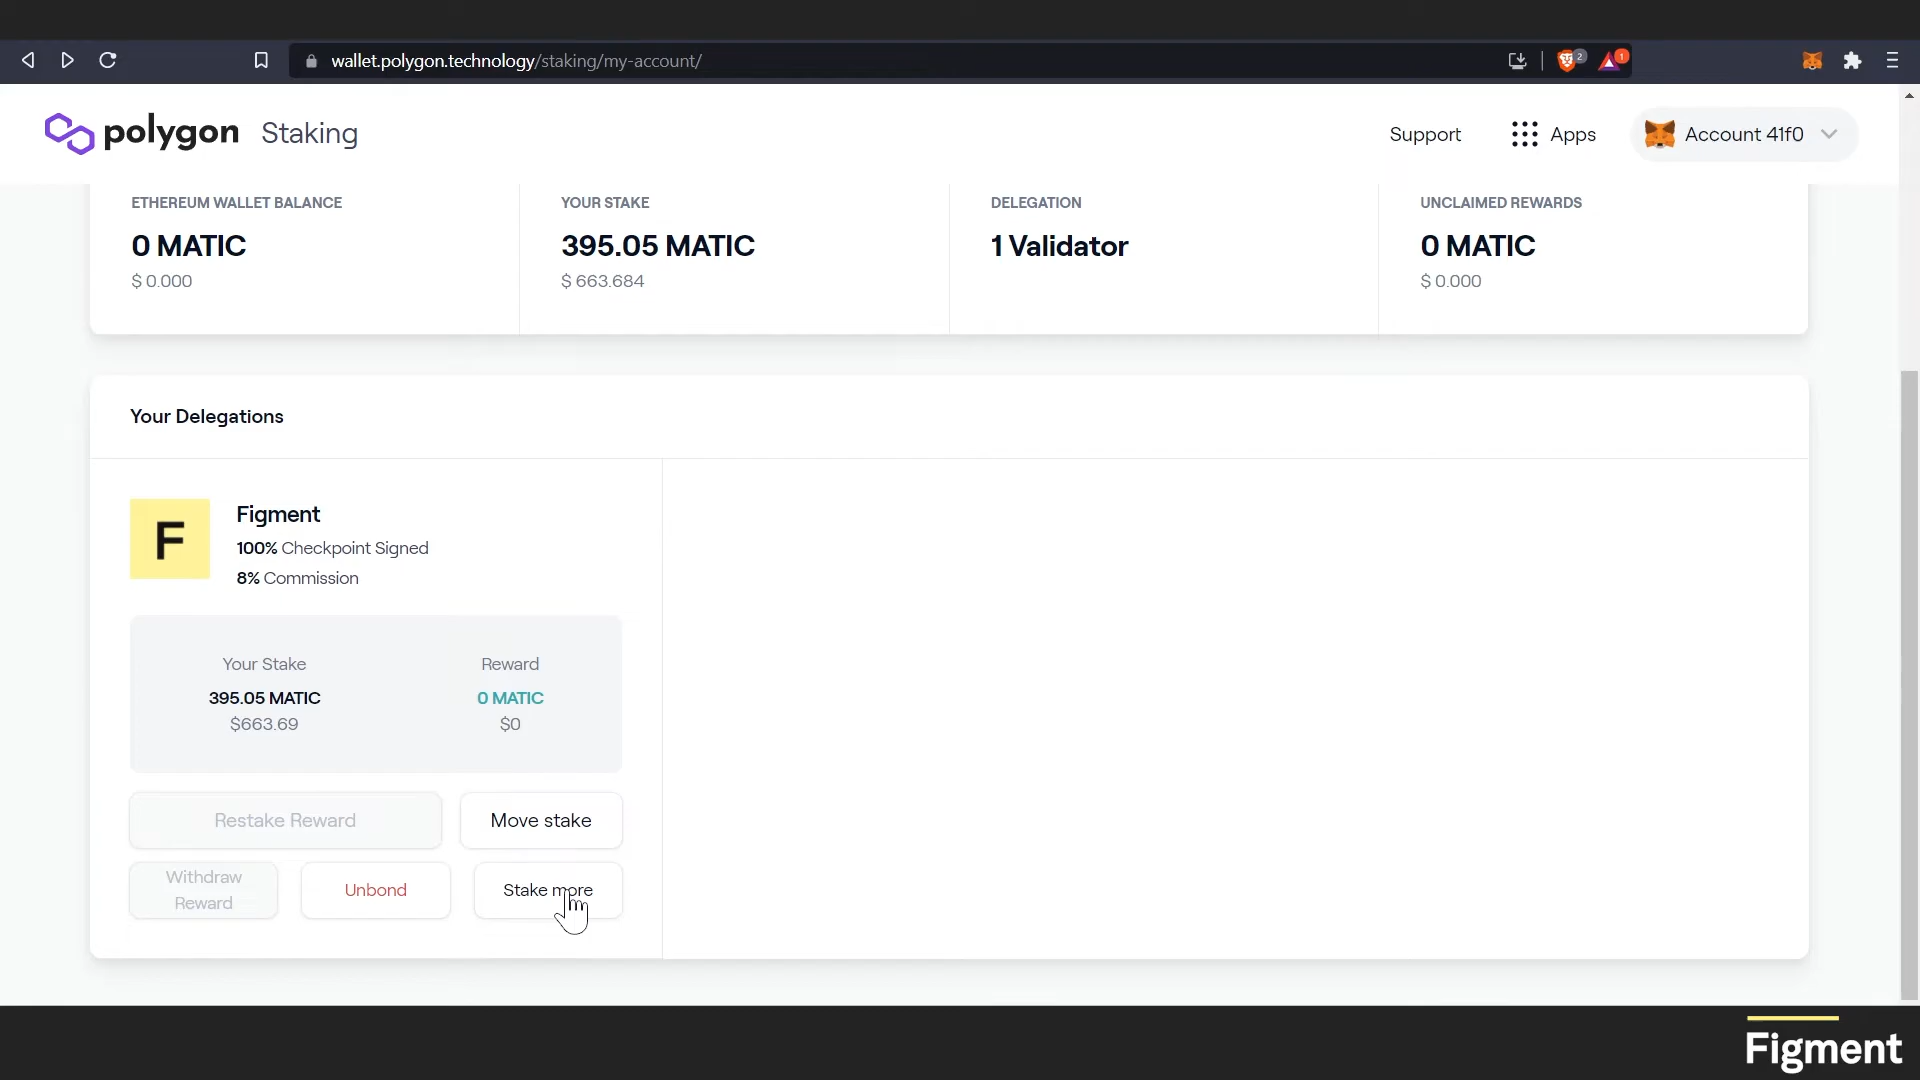 wallet.polygon.technology/staking/my-account/
2
1
polygon Staking
Support
Apps
Account 41f0
ETHEREUM WALLET BALANCE
0 MATIC
$ 0.000
YOUR STAKE
395.05 MATIC
$ 663.684
DELEGATION
1 Validator
UNCLAIMED REWARDS
0 MATIC
$ 0.000
Your Delegations
F
Figment
100% Checkpoint Signed
8% Commission
Your Stake
395.05 MATIC
$663.69
Reward
0 MATIC
$0
Restake Reward
Move stake
Withdraw
Reward
Unbond
Stake more
Figment